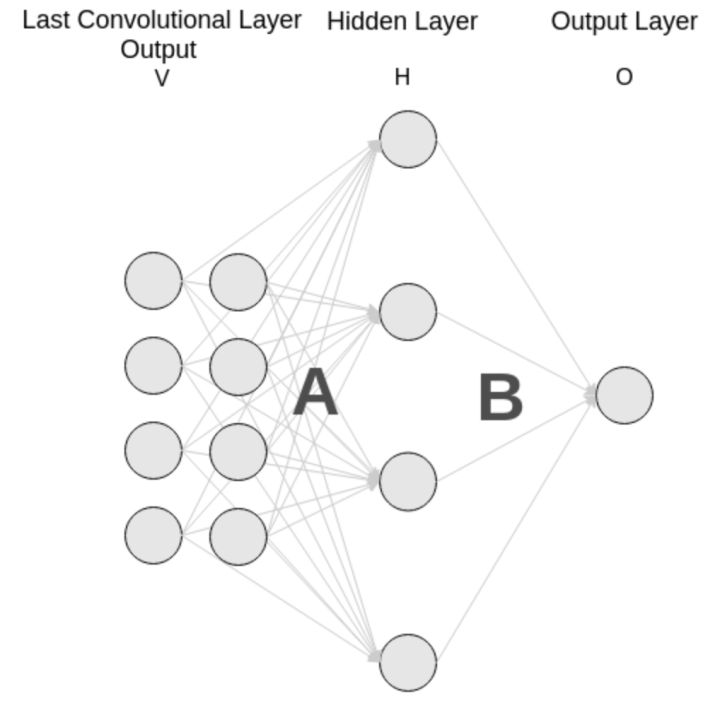 Last Convolutional Layer
Output
V
Hidden Layer
H
Output Layer
O
A
B